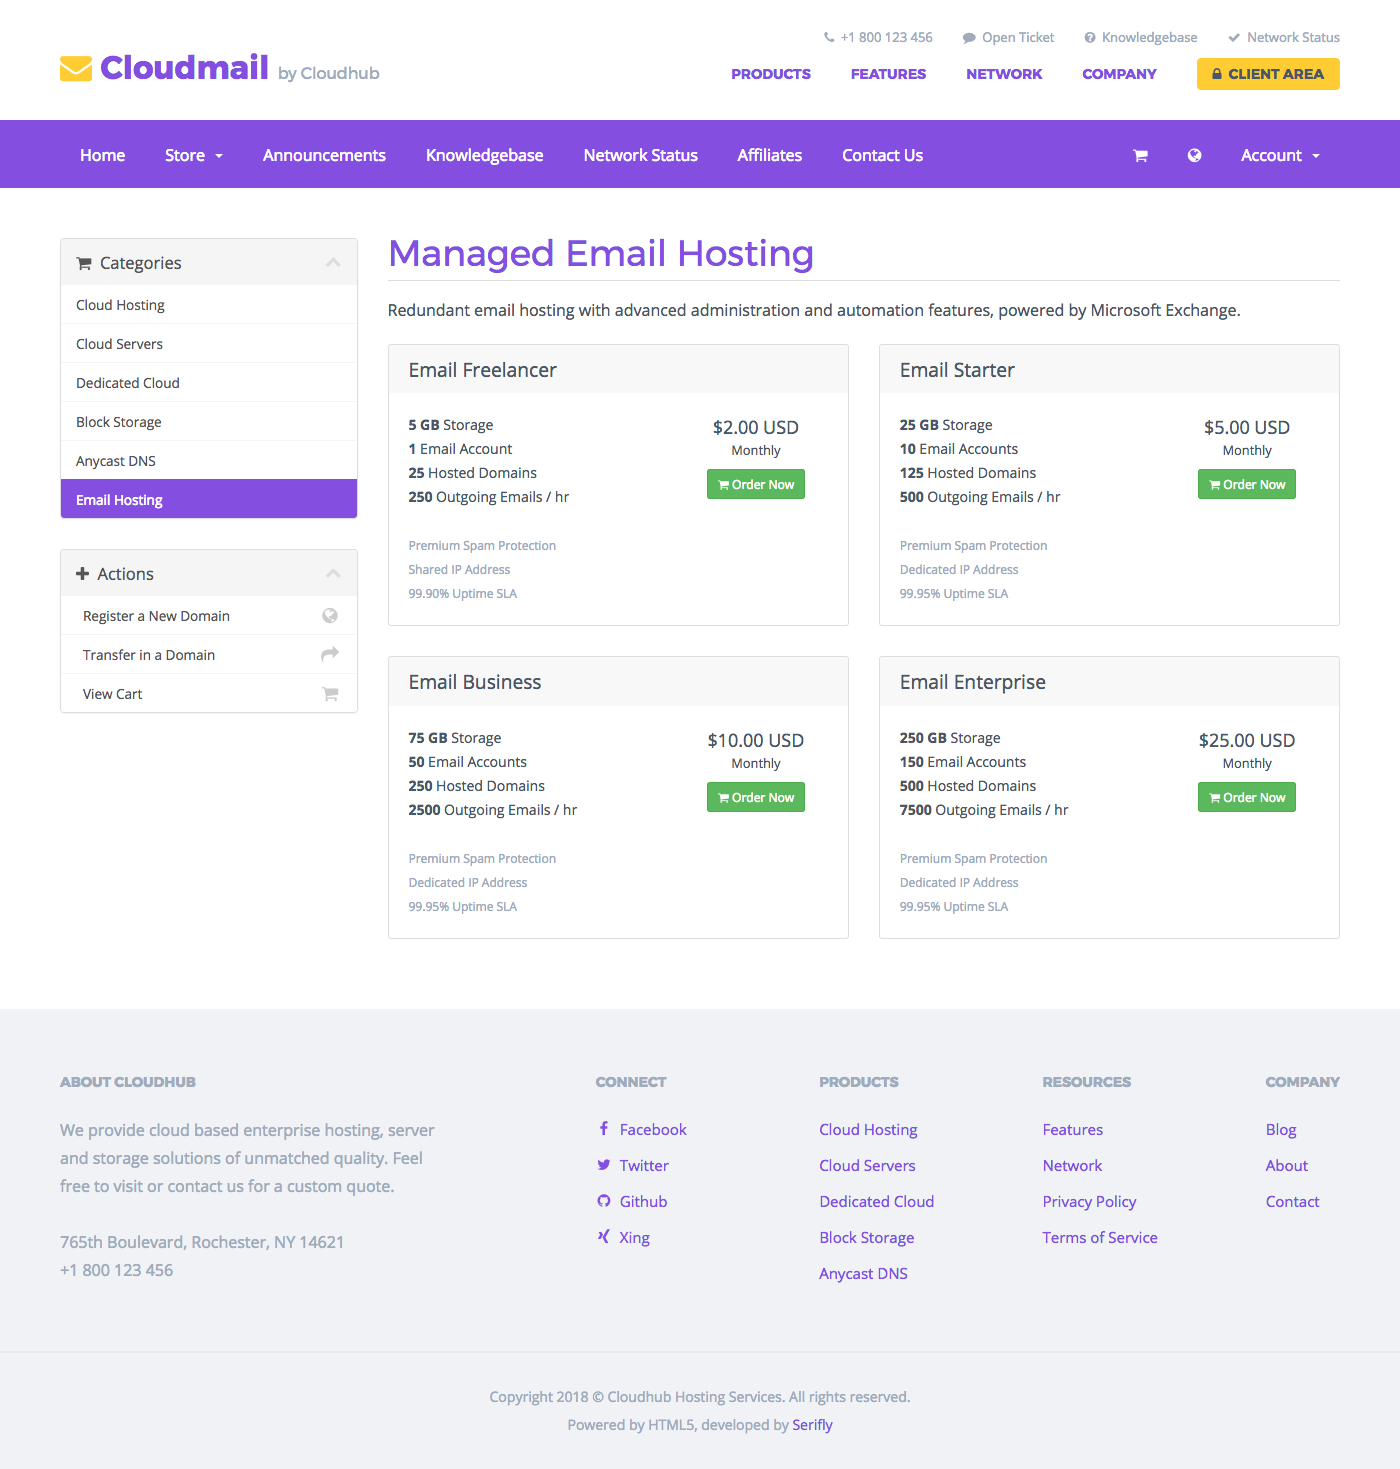 +1 800 123 456 Open Ticket Knowledgebase Network Status
Cloudmail by Cloudhub
PRODUCTS FEATURES NETWORK COMPANY CLIENT AREA
Home Store Announcements Knowledgebase Network Status Affiliates Contact Us Account
Categories
Cloud Hosting
Cloud Servers
Dedicated Cloud
Block Storage
Anycast DNS
Email Hosting
Actions
Register a New Domain
Transfer in a Domain
View Cart
Managed Email Hosting
Redundant email hosting with advanced administration and automation features, powered by Microsoft Exchange.
Email Freelancer
5 GB Storage
1 Email Account
25 Hosted Domains
250 Outgoing Emails / hr
$2.00 USD
Monthly
Order Now
Premium Spam Protection
Shared IP Address
99.90% Uptime SLA
Email Starter
25 GB Storage
10 Email Accounts
125 Hosted Domains
500 Outgoing Emails / hr
$5.00 USD
Monthly
Order Now
Premium Spam Protection
Dedicated IP Address
99.95% Uptime SLA
Email Business
75 GB Storage
50 Email Accounts
250 Hosted Domains
2500 Outgoing Emails / hr
$10.00 USD
Monthly
Order Now
Premium Spam Protection
Dedicated IP Address
99.95% Uptime SLA
Email Enterprise
250 GB Storage
150 Email Accounts
500 Hosted Domains
7500 Outgoing Emails / hr
$25.00 USD
Monthly
Order Now
Premium Spam Protection
Dedicated IP Address
99.95% Uptime SLA
ABOUT CLOUDHUB
We provide cloud based enterprise hosting, server
and storage solutions of unmatched quality. Feel
free to visit or contact us for a custom quote.
765th Boulevard, Rochester, NY 14621
+1 800 123 456
CONNECT
Facebook
Twitter
Github
Xing
PRODUCTS
Cloud Hosting
Cloud Servers
Dedicated Cloud
Block Storage
Anycast DNS
RESOURCES
Features
Network
Privacy Policy
Terms of Service
COMPANY
Blog
About
Contact
Copyright 2018 © Cloudhub Hosting Services. All rights reserved.
Powered by HTML5, developed by Serifly